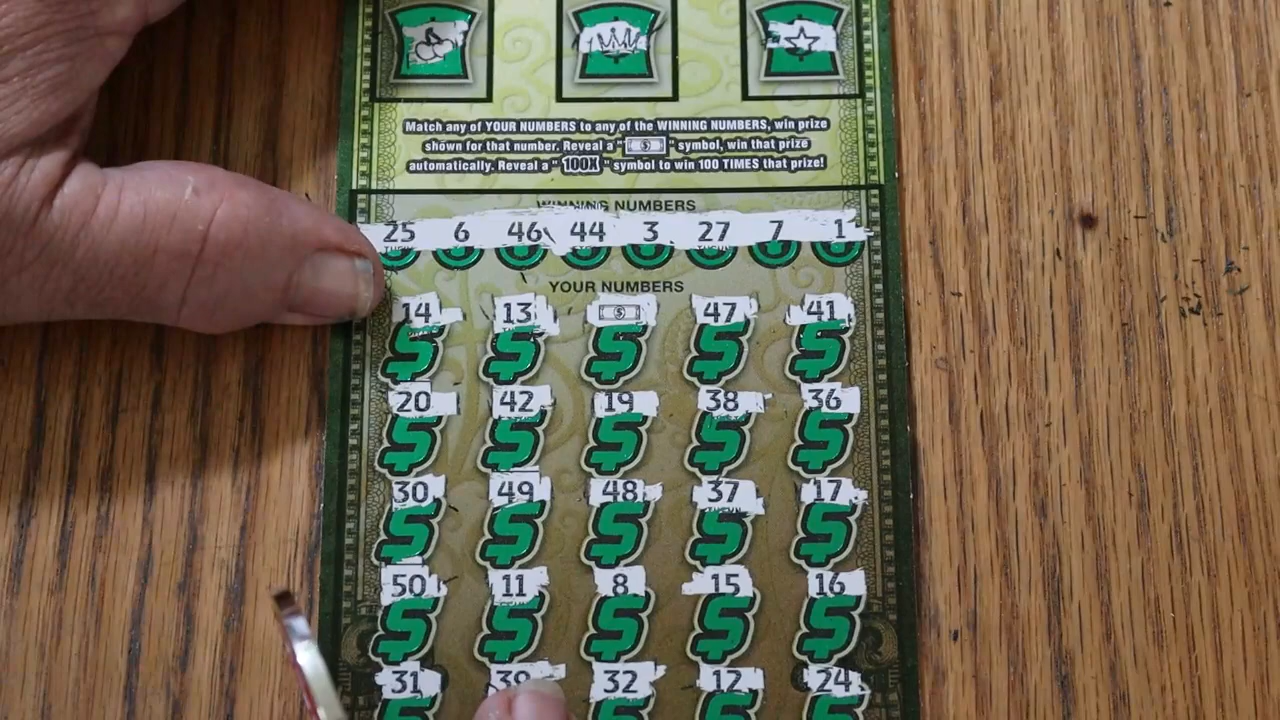 Match any of YOUR NUMBERS to any of the WINNING NUMBERS, win prize
shown for that number. Reveal a "$" symbol, win that prize
automatically. Reveal a "100X" symbol to win 100 TIMES that prize!
WINNING NUMBERS
25 6 46 44 3 27 7 1
YOUR NUMBERS
14 13 $ 47 41
$ $ $ $ $
20 42 19 38 36
$ $ $ $ $
30 49 48 37 17
$ $ $ $ $
50 11 8 15 16
$ $ $ $ $
31 39 32 12 24
$ $ $ $